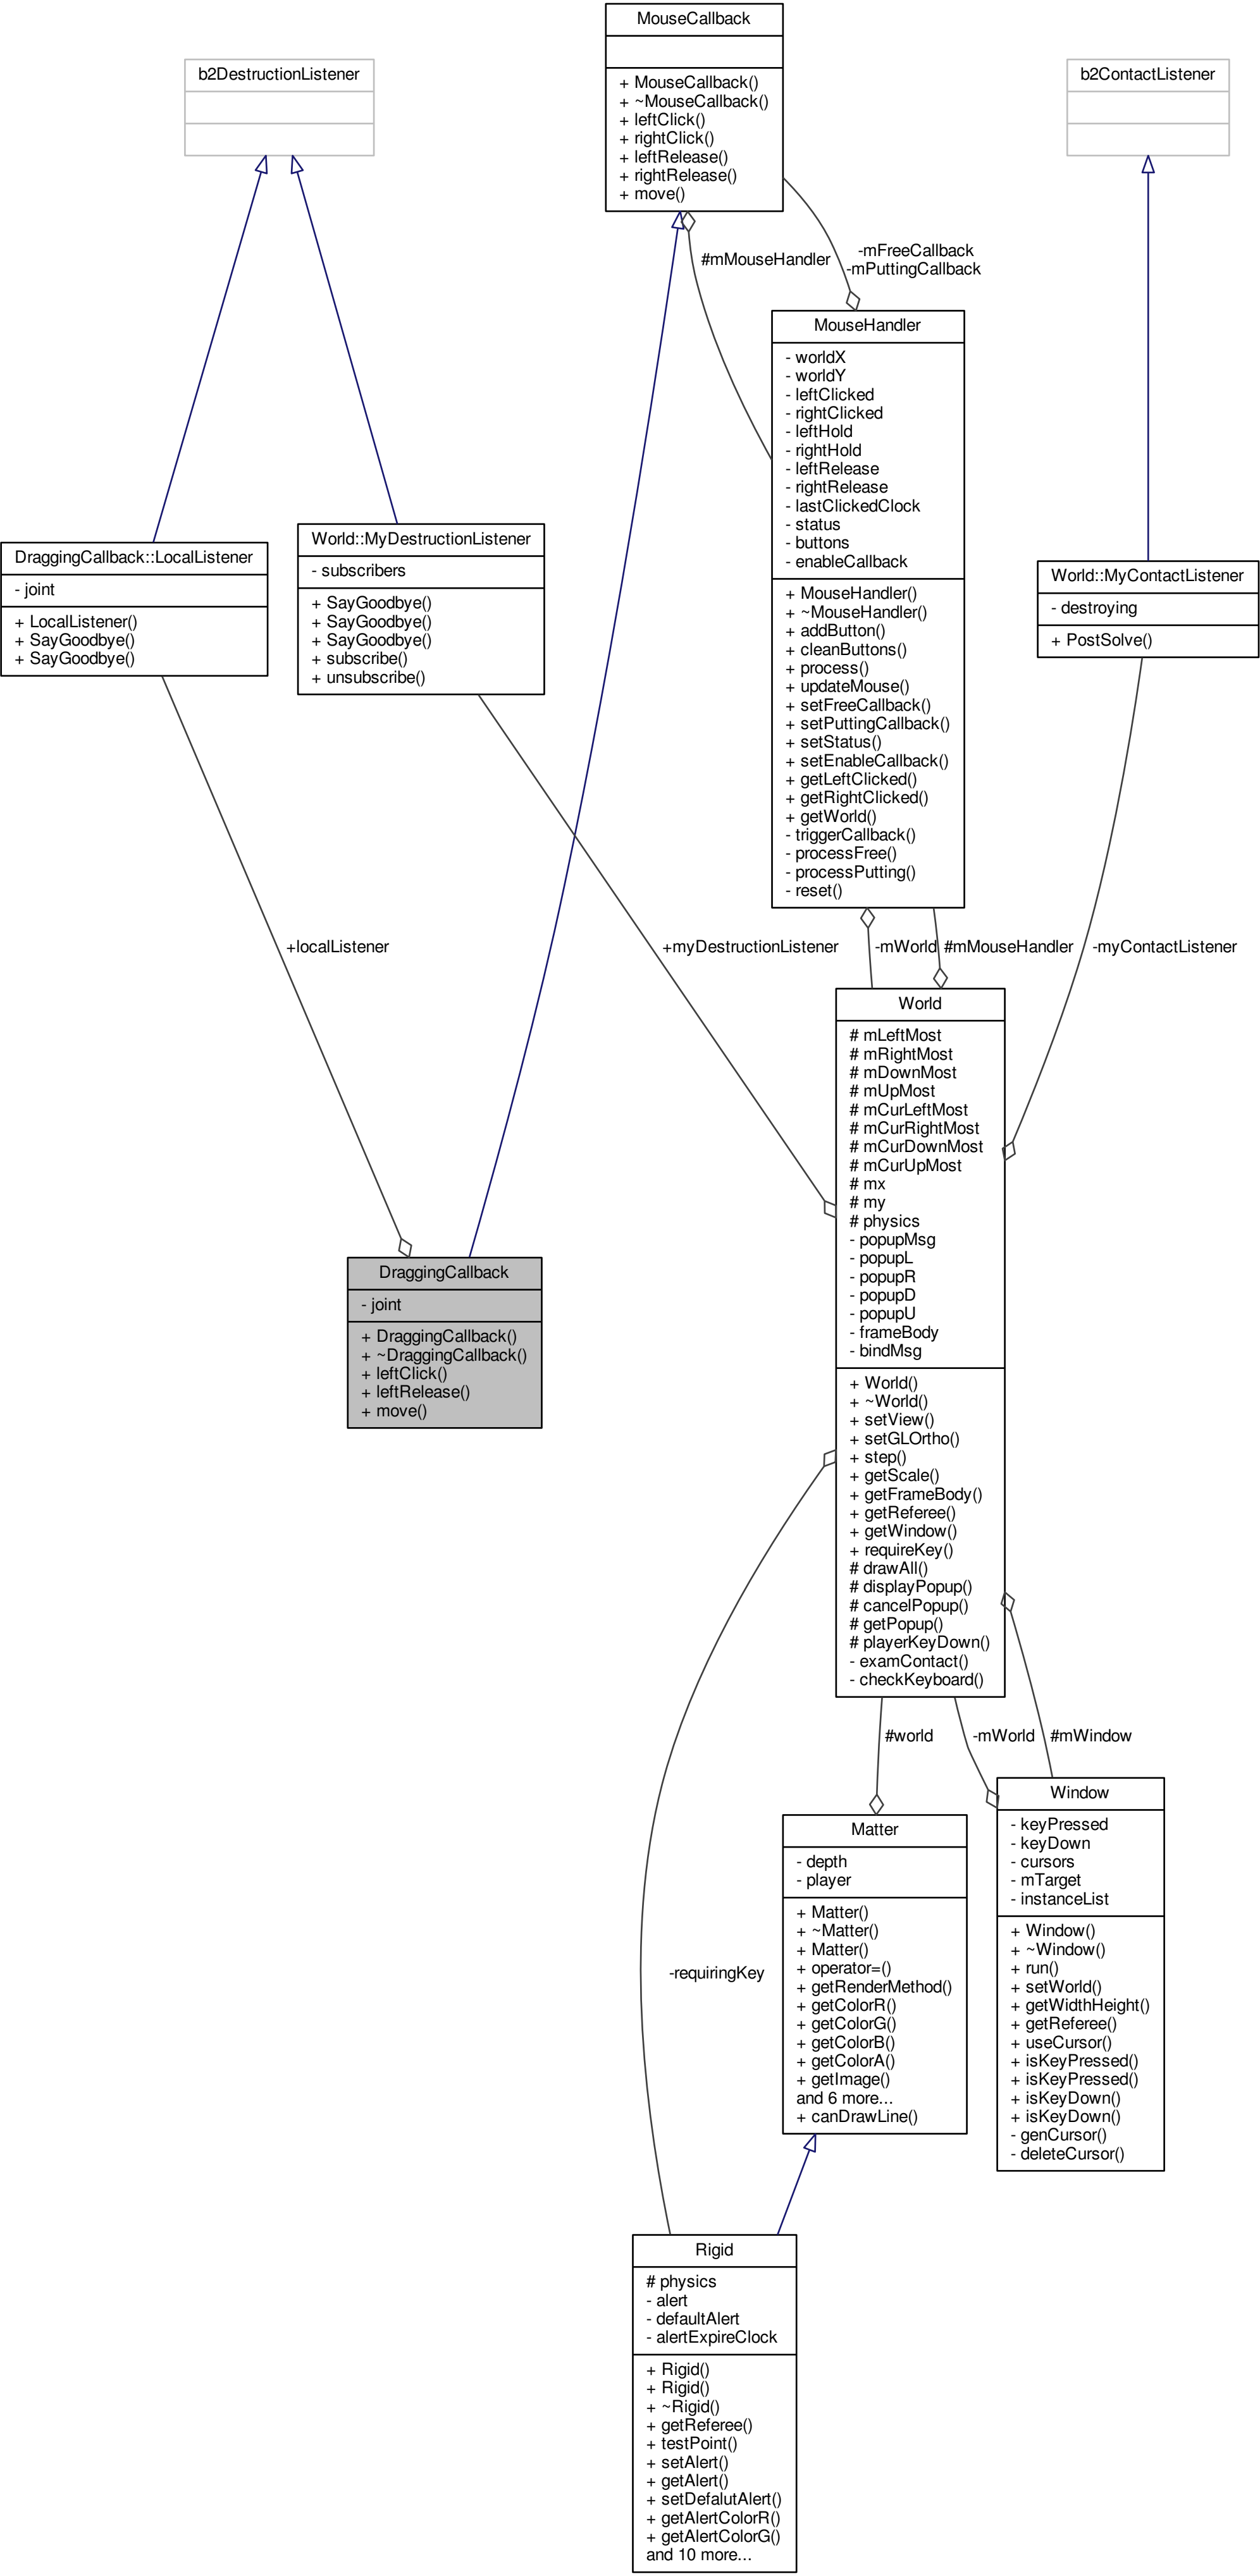 MouseCallback
+ MouseCallback()
+ ~MouseCallback()
+ leftClick()
+ rightClick()
+ leftRelease()
+ rightRelease()
+ move()
b2DestructionListener
b2ContactListener
#mMouseHandler
-mFreeCallback
-mPuttingCallback
MouseHandler
- worldX
- worldY
- leftClicked
- rightClicked
- leftHold
- rightHold
- leftRelease
- rightRelease
- lastClickedClock
- status
- buttons
- enableCallback
+ MouseHandler()
+ ~MouseHandler()
+ addButton()
+ cleanButtons()
+ process()
+ updateMouse()
+ setFreeCallback()
+ setPuttingCallback()
+ setStatus()
+ setEnableCallback()
+ getLeftClicked()
+ getRightClicked()
+ getWorld()
- triggerCallback()
- processFree()
- processPutting()
- reset()
DraggingCallback::LocalListener
- joint
+ LocalListener()
+ SayGoodbye()
+ SayGoodbye()
World::MyDestructionListener
- subscribers
+ SayGoodbye()
+ SayGoodbye()
+ SayGoodbye()
+ subscribe()
+ unsubscribe()
World::MyContactListener
- destroying
+ PostSolve()
+localListener
+myDestructionListener
-mWorld
#mMouseHandler
-myContactListener
World
# mLeftMost
# mRightMost
# mDownMost
# mUpMost
# mCurLeftMost
# mCurRightMost
# mCurDownMost
# mCurUpMost
# mx
# my
# physics
- popupMsg
- popupL
- popupR
- popupD
- popupU
- frameBody
- bindMsg
+ World()
+ ~World()
+ setView()
+ setGLOrtho()
+ step()
+ getScale()
+ getFrameBody()
+ getReferee()
+ getWindow()
+ requireKey()
# drawAll()
# displayPopup()
# cancelPopup()
# getPopup()
# playerKeyDown()
- examContact()
- checkKeyboard()
DraggingCallback
- joint
+ DraggingCallback()
+ ~DraggingCallback()
+ leftClick()
+ leftRelease()
+ move()
#world
-mWorld
#mWindow
Window
- keyPressed
- keyDown
- cursors
- mTarget
- instanceList
+ Window()
+ ~Window()
+ run()
+ setWorld()
+ getWidthHeight()
+ getReferee()
+ useCursor()
+ isKeyPressed()
+ isKeyPressed()
+ isKeyDown()
+ isKeyDown()
- genCursor()
- deleteCursor()
Matter
- depth
- player
+ Matter()
+ ~Matter()
+ Matter()
+ operator=()
+ getRenderMethod()
+ getColorR()
+ getColorG()
+ getColorB()
+ getColorA()
+ getImage()
and 6 more...
+ canDrawLine()
-requiringKey
Rigid
# physics
- alert
- defaultAlert
- alertExpireClock
+ Rigid()
+ Rigid()
+ ~Rigid()
+ getReferee()
+ testPoint()
+ setAlert()
+ getAlert()
+ setDefalutAlert()
+ getAlertColorR()
+ getAlertColorG()
and 10 more...